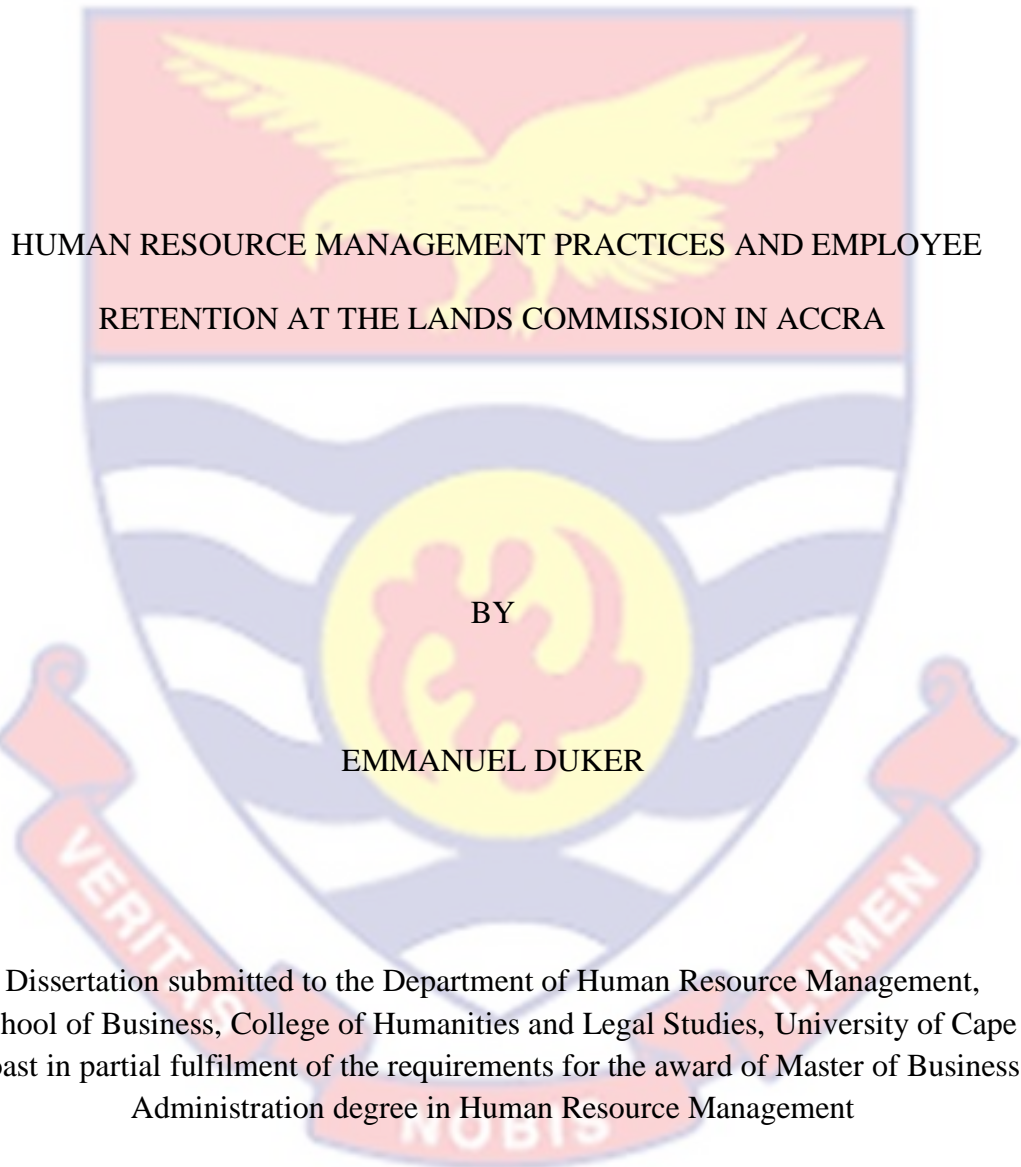 HUMAN RESOURCE MANAGEMENT PRACTICES AND EMPLOYEE
RETENTION AT THE LANDS COMMISSION IN ACCRA
BY
EMMANUEL DUKER
VERITAS
LUMEN
Dissertation submitted to the Department of Human Resource Management,
hool of Business, College of Humanities and Legal Studies, University of Cape
oast in partial fulfilment of the requirements for the award of Master of Business
Administration degree in Human Resource Management
NOBIS